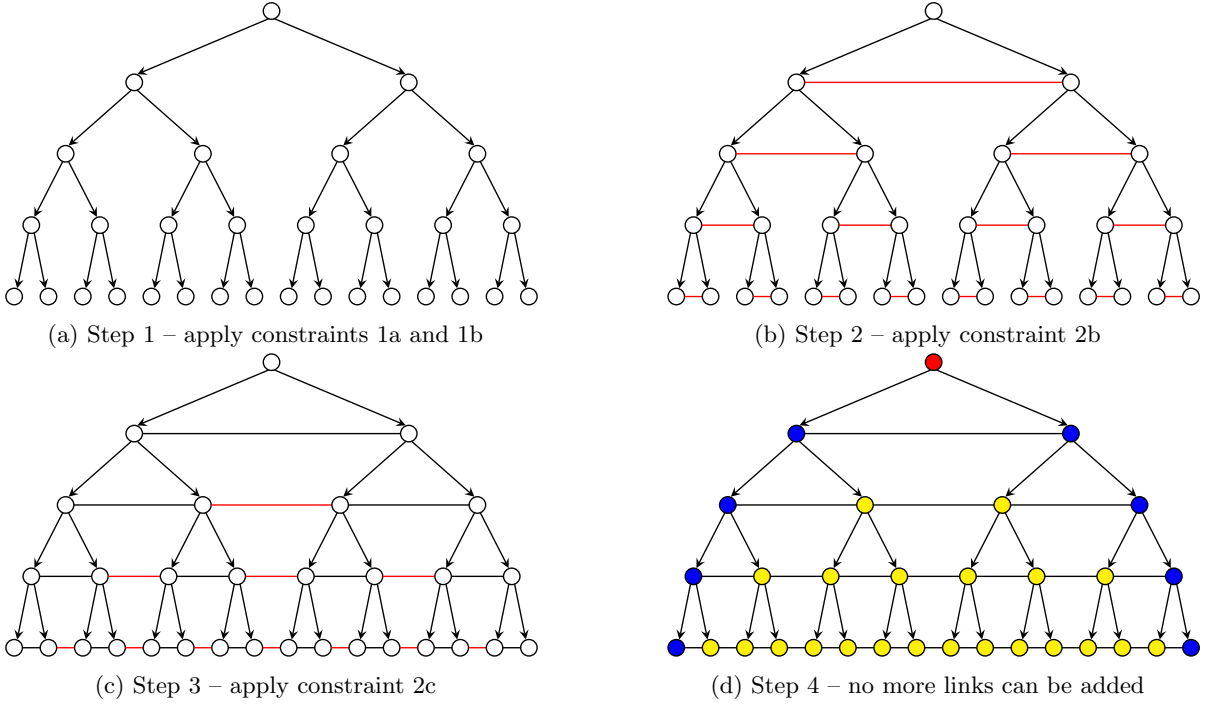 (a) Step 1 – apply constraints 1a and 1b
(b) Step 2 – apply constraint 2b
(c) Step 3 – apply constraint 2c
(d) Step 4 – no more links can be added